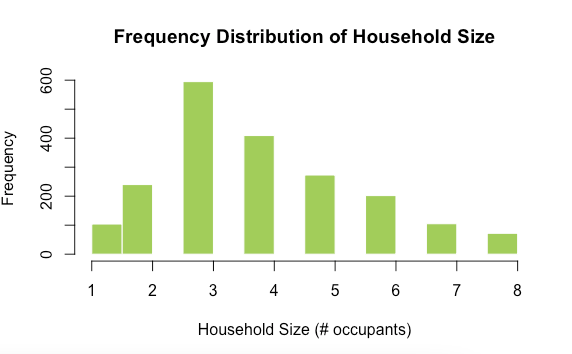 Frequency Distribution of Household Size
Frequency
600
400
200
0
1 2 3 4 5 6 7 8
Household Size (# occupants)